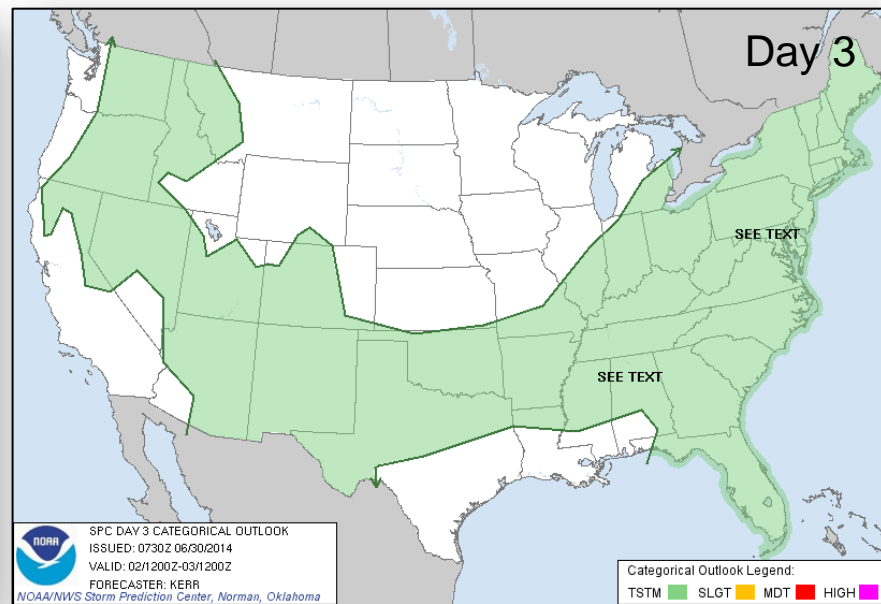 Day 3
SEE TEXT
SEE TEXT
NOAA
SPC DAY 3 CATEGORICAL OUTLOOK
ISSUED: 0730Z 06/30/2014
VALID: 02/1200Z-03/1200Z
FORECASTER: KERR
NOAA/NWS Storm Prediction Center, Norman, Oklahoma
Categorical Outlook Legend:
TSTM SLGT MDT HIGH